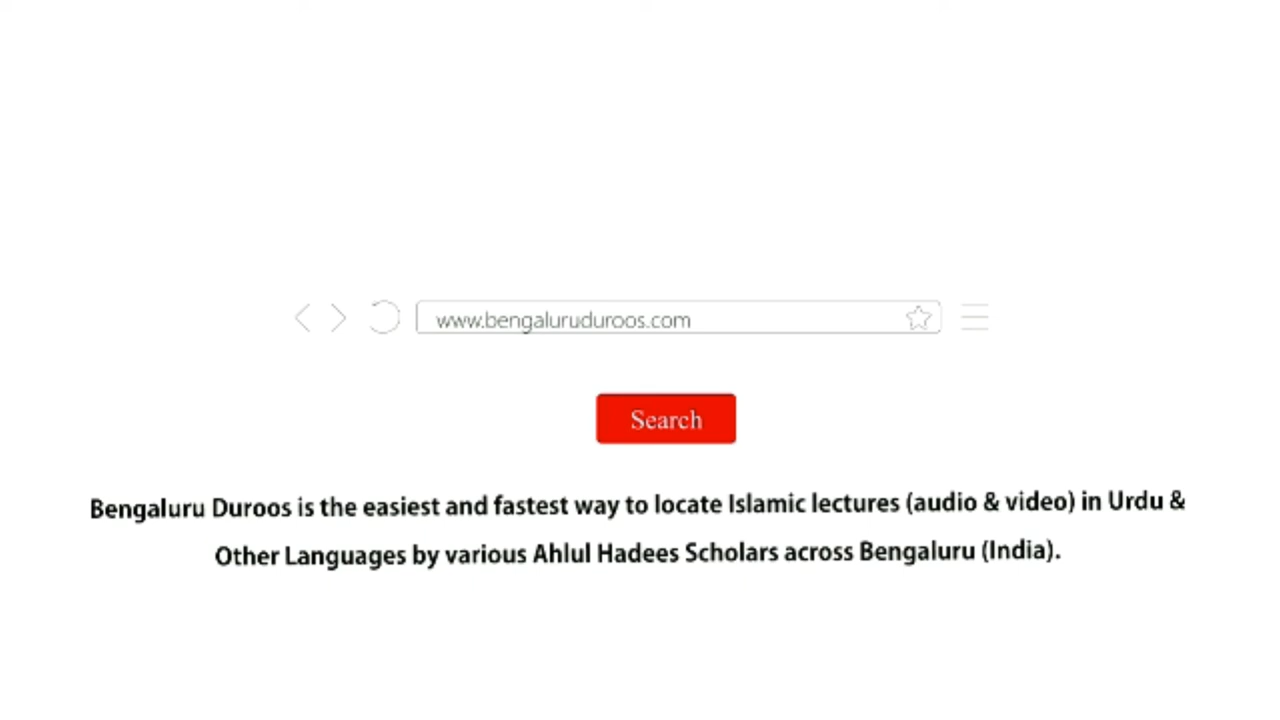 www.bengaluruduroos.com
Search
Bengaluru Duroos is the easiest and fastest way to locate Islamic lectures (audio & video) in Urdu &
Other Languages by various Ahlul Hadees Scholars across Bengaluru (India).